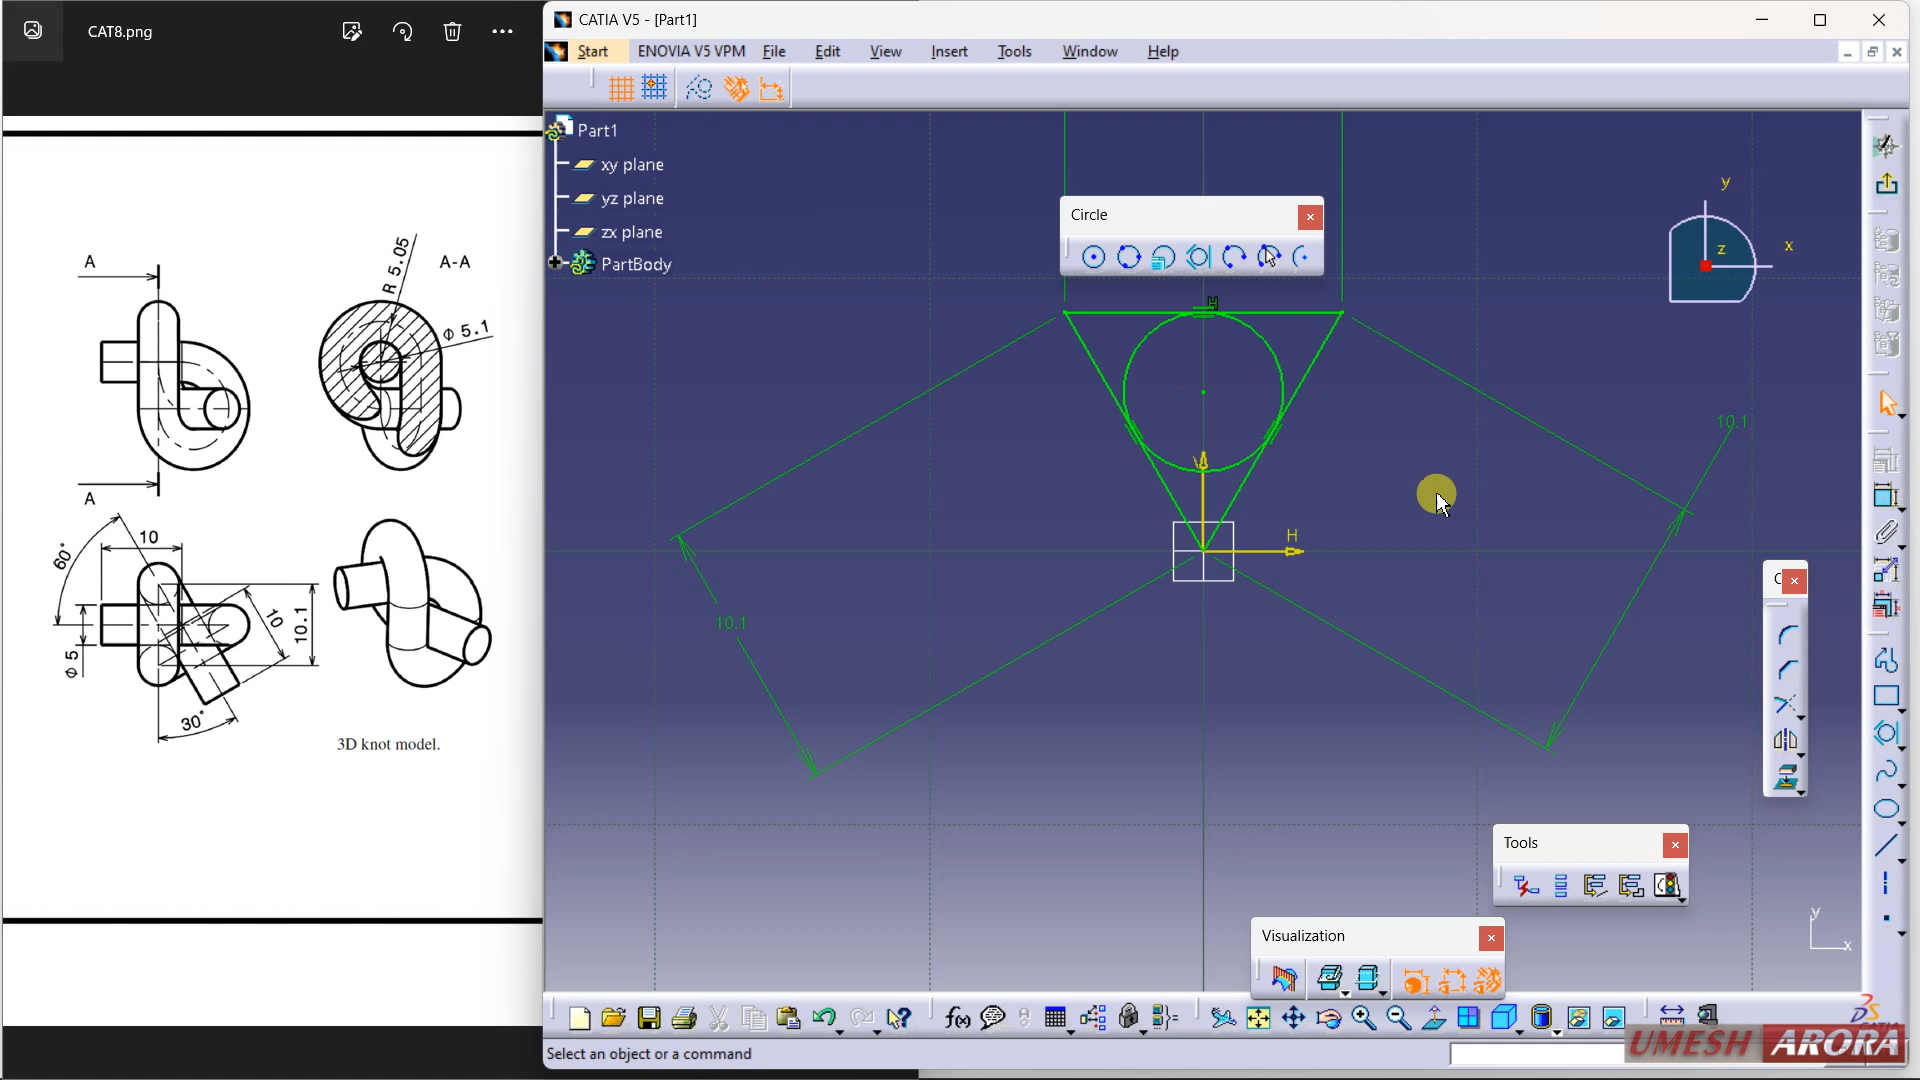 CAT8.png
CATIA V5 - [Part1]
Start ENOVIA V5 VPM File Edit View Insert Tools Window Help
Part1
xy plane
yz plane
zx plane
PartBody
Circle
H
10.1
10.1
V
H
y
x
z
Tools
Visualization
y
x
A
A
A-A
R 5.05
Φ 5.1
60°
10
10
10.1
Φ 5
30°
3D knot model.
Select an object or a command
CATIA
UMESH ARORA